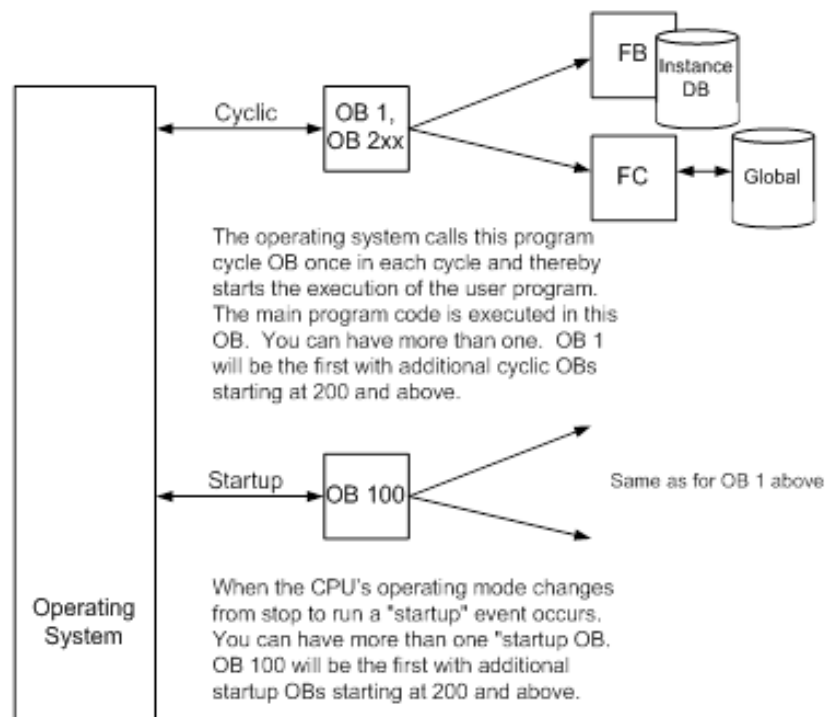 FB
Instance
DB
Cyclic
OB 1,
OB 2xx
FC
Global
The operating system calls this program
cycle OB once in each cycle and thereby
starts the execution of the user program.
The main program code is executed in this
OB.  You can have more than one.  OB 1
will be the first with additional cyclic OBs
starting at 200 and above.
Startup
OB 100
Same as for OB 1 above
When the CPU's operating mode changes
from stop to run a "startup" event occurs.
You can have more than one "startup OB.
OB 100 will be the first with additional
startup OBs starting at 200 and above.
Operating
System